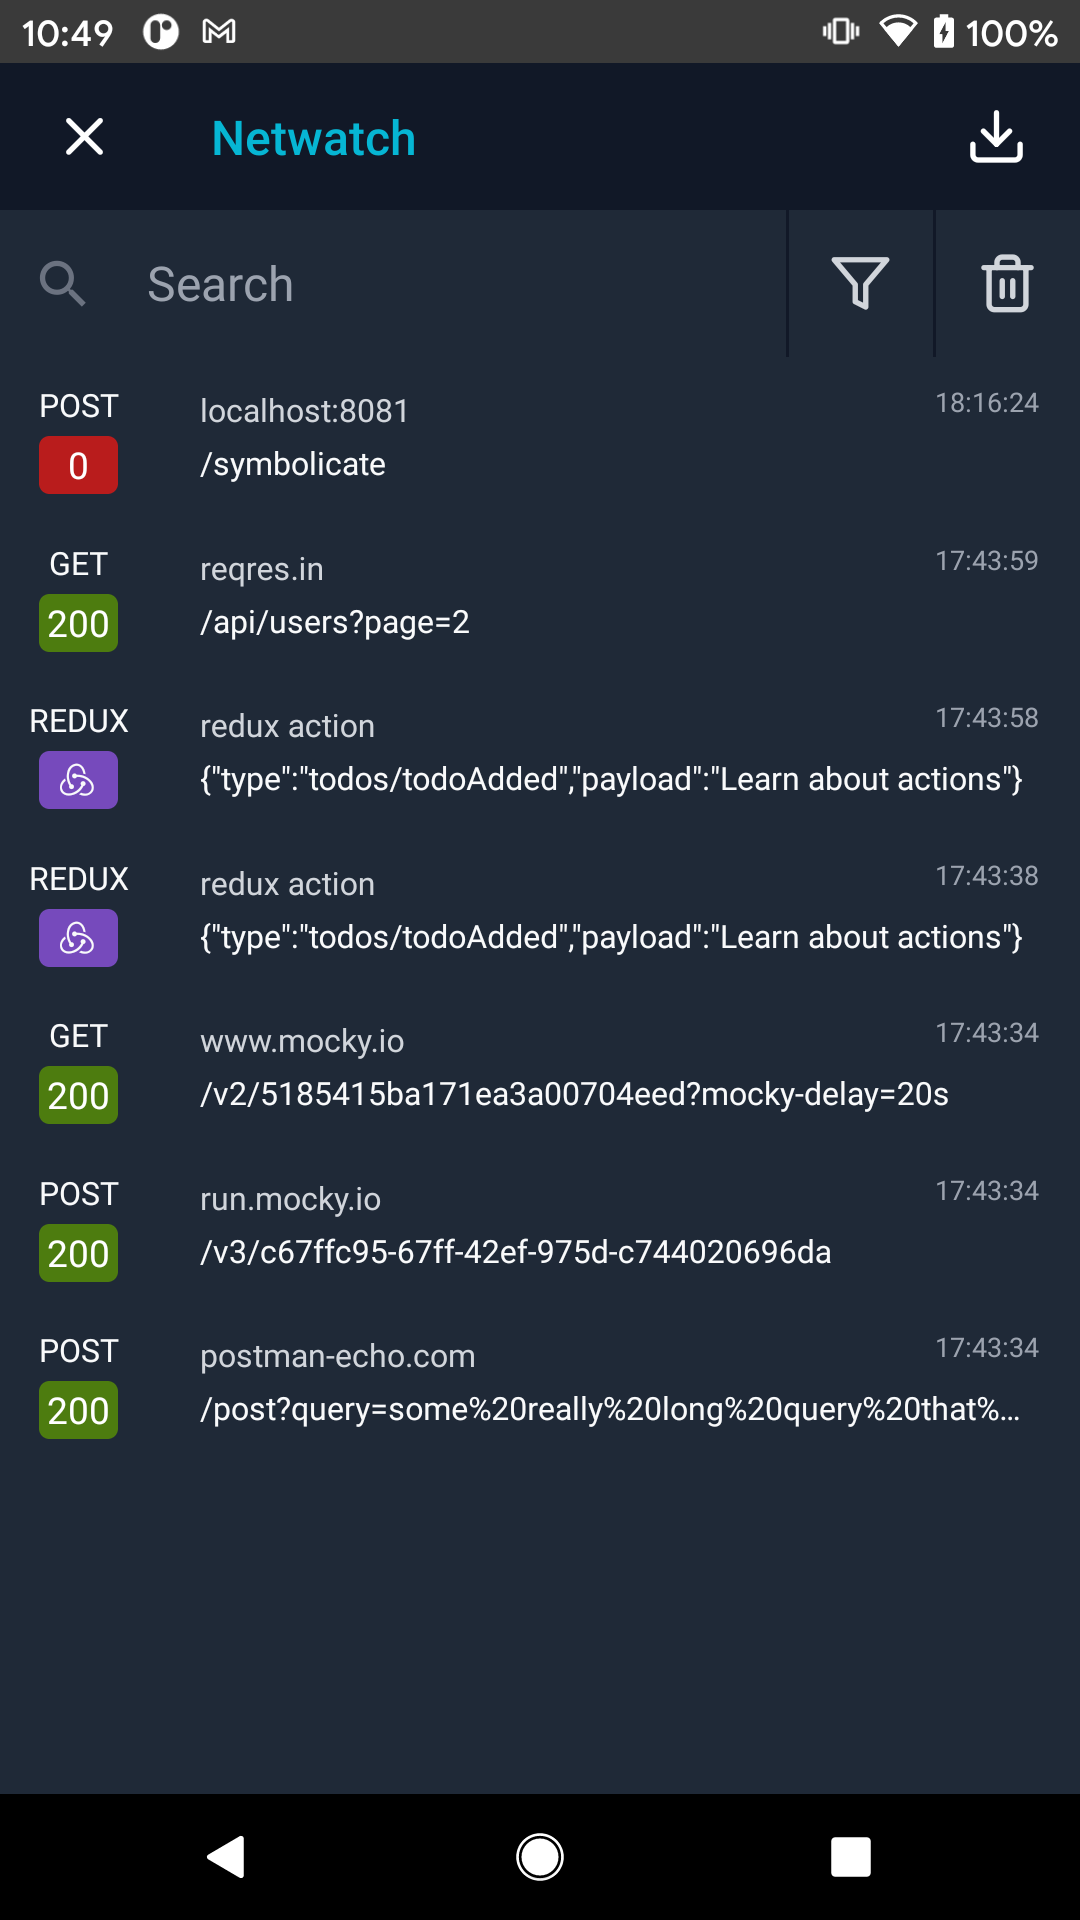 10:49 100%
Netwatch
Search
POST localhost:8081 18:16:24
0 /symbolicate
GET reqres.in 17:43:59
200 /api/users?page=2
REDUX redux action 17:43:58
{"type":"todos/todoAdded","payload":"Learn about actions"}
REDUX redux action 17:43:38
{"type":"todos/todoAdded","payload":"Learn about actions"}
GET www.mocky.io 17:43:34
200 /v2/5185415ba171ea3a00704eed?mocky-delay=20s
POST run.mocky.io 17:43:34
200 /v3/c67ffc95-67ff-42ef-975d-c744020696da
POST postman-echo.com 17:43:34
200 /post?query=some%20really%20long%20query%20that%...